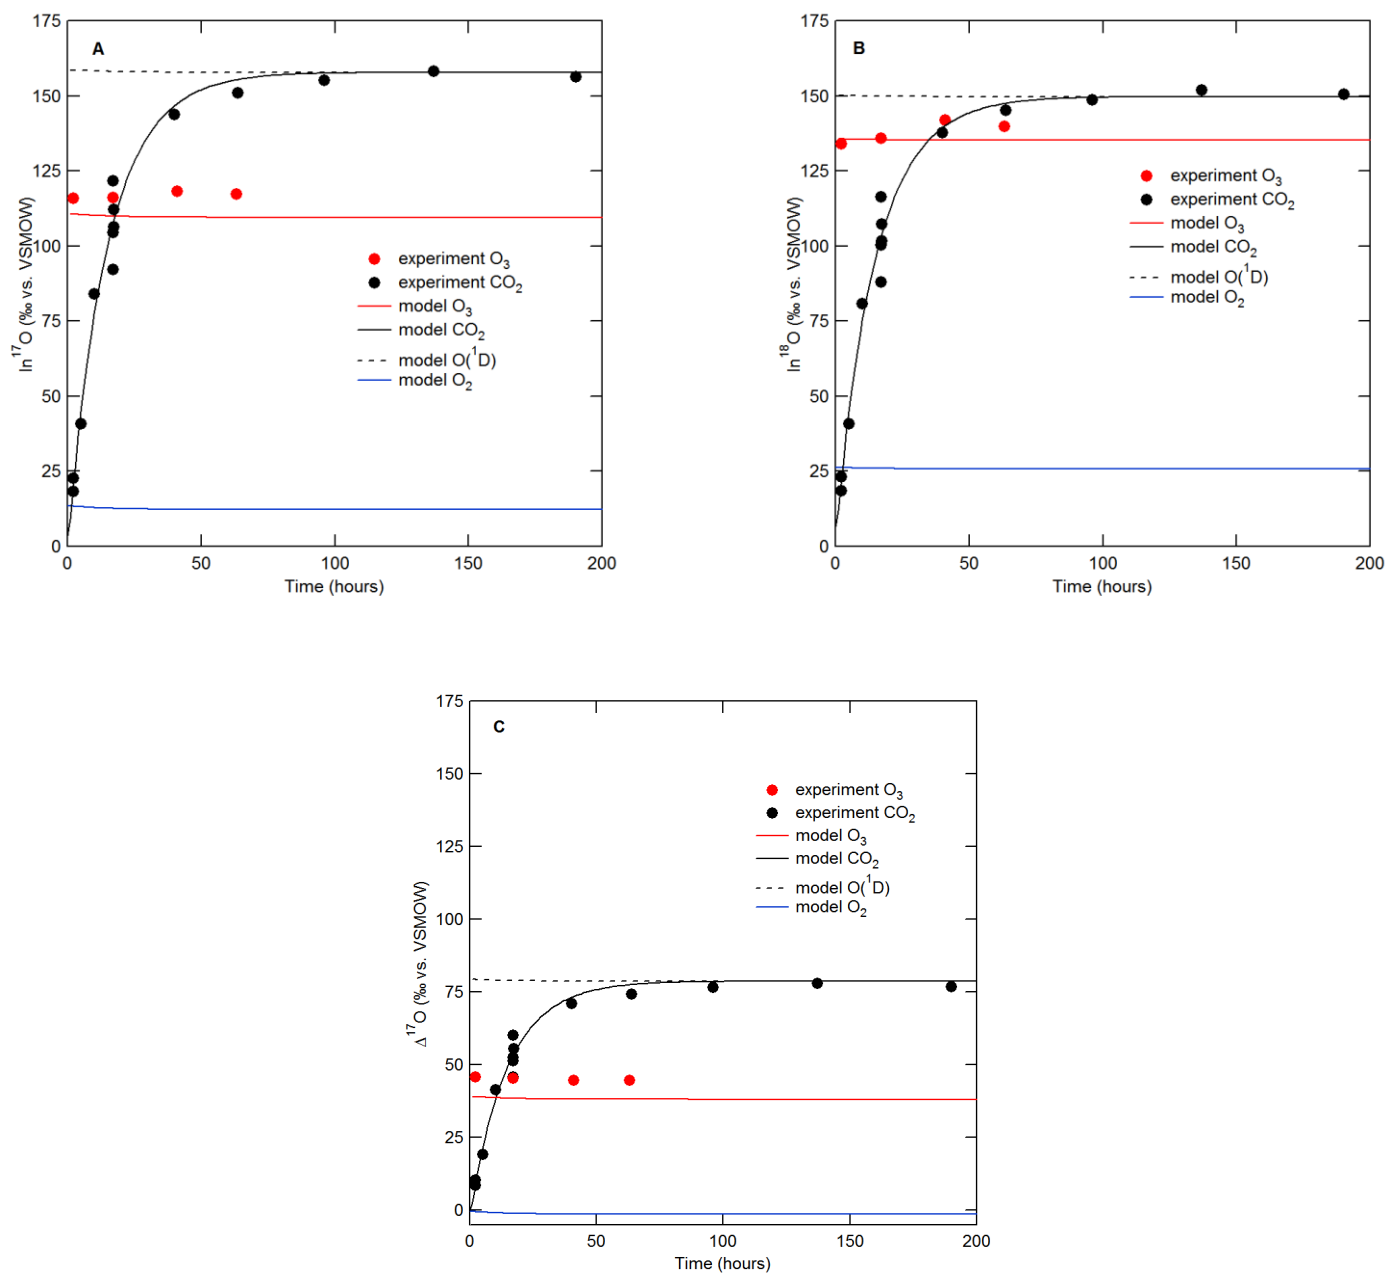 A
ln¹⁷O (‰ vs. VSMOW)
175
150
125
100
75
50
25
0
experiment O₃
experiment CO₂
model O₃
model CO₂
model O(¹D)
model O₂
0 50 100 150 200
Time (hours)
B
ln¹⁸O (‰ vs. VSMOW)
175
150
125
100
75
50
25
0
experiment O₃
experiment CO₂
model O₃
model CO₂
model O(¹D)
model O₂
0 50 100 150 200
Time (hours)
C
Δ¹⁷O (‰ vs. VSMOW)
175
150
125
100
75
50
25
0
experiment O₃
experiment CO₂
model O₃
model CO₂
model O(¹D)
model O₂
0 50 100 150 200
Time (hours)